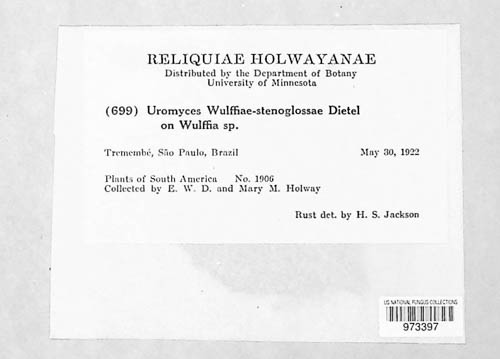 RELIQUIAE HOLWAYANAE
Distributed by the Department of Botany
University of Minnesota
(699) Uromyces Wulffiae-stenoglossae Dietel
on Wulffia sp.
Tremembé, São Paulo, Brazil May 30, 1922
Plants of South America No. 1906
Collected by E. W. D. and Mary M. Holway
Rust det. by H. S. Jackson
US NATIONAL FUNGUS COLLECTIONS
973397